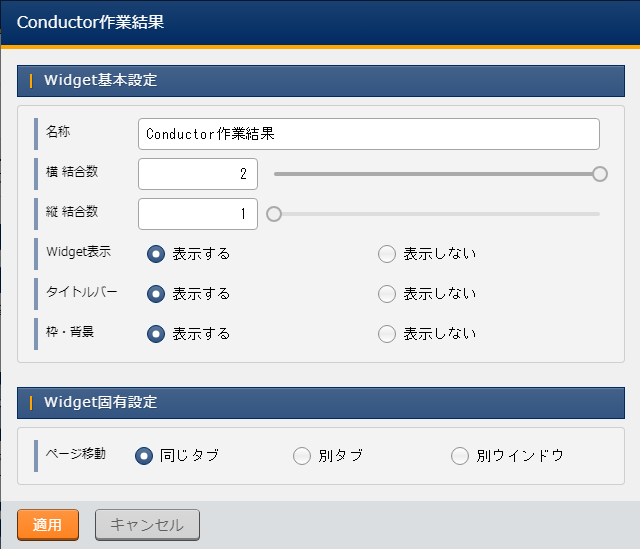 Conductor作業結果
Widget基本設定
名称 Conductor作業結果
横 結合数 2
縦 結合数 1
Widget表示 表示する 表示しない
タイトルバー 表示する 表示しない
枠・背景 表示する 表示しない
Widget固有設定
ページ移動 同じタブ 別タブ 別ウインドウ
適用 キャンセル